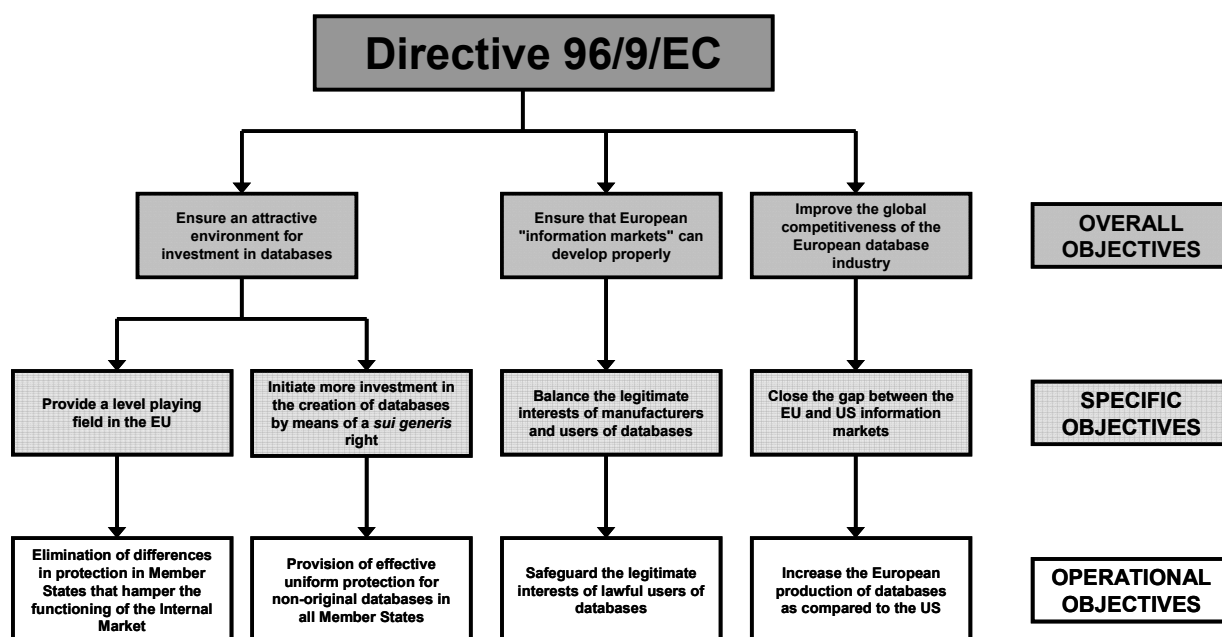 Directive 96/9/EC
Ensure an attractive
environment for
investment in databases
Ensure that European
"information markets" can
develop properly
Improve the global
competitiveness of the
European database
industry
OVERALL
OBJECTIVES
Provide a level playing
field in the EU
Initiate more investment in
the creation of databases
by means of a sui generis
right
Balance the legitimate
interests of manufacturers
and users of databases
Close the gap between the
EU and US information
markets
SPECIFIC
OBJECTIVES
Elimination of differences
in protection in Member
States that hamper the
functioning of the Internal
Market
Provision of effective
uniform protection for
non-original databases in
all Member States
Safeguard the legitimate
interests of lawful users of
databases
Increase the European
production of databases
as compared to the US
OPERATIONAL
OBJECTIVES